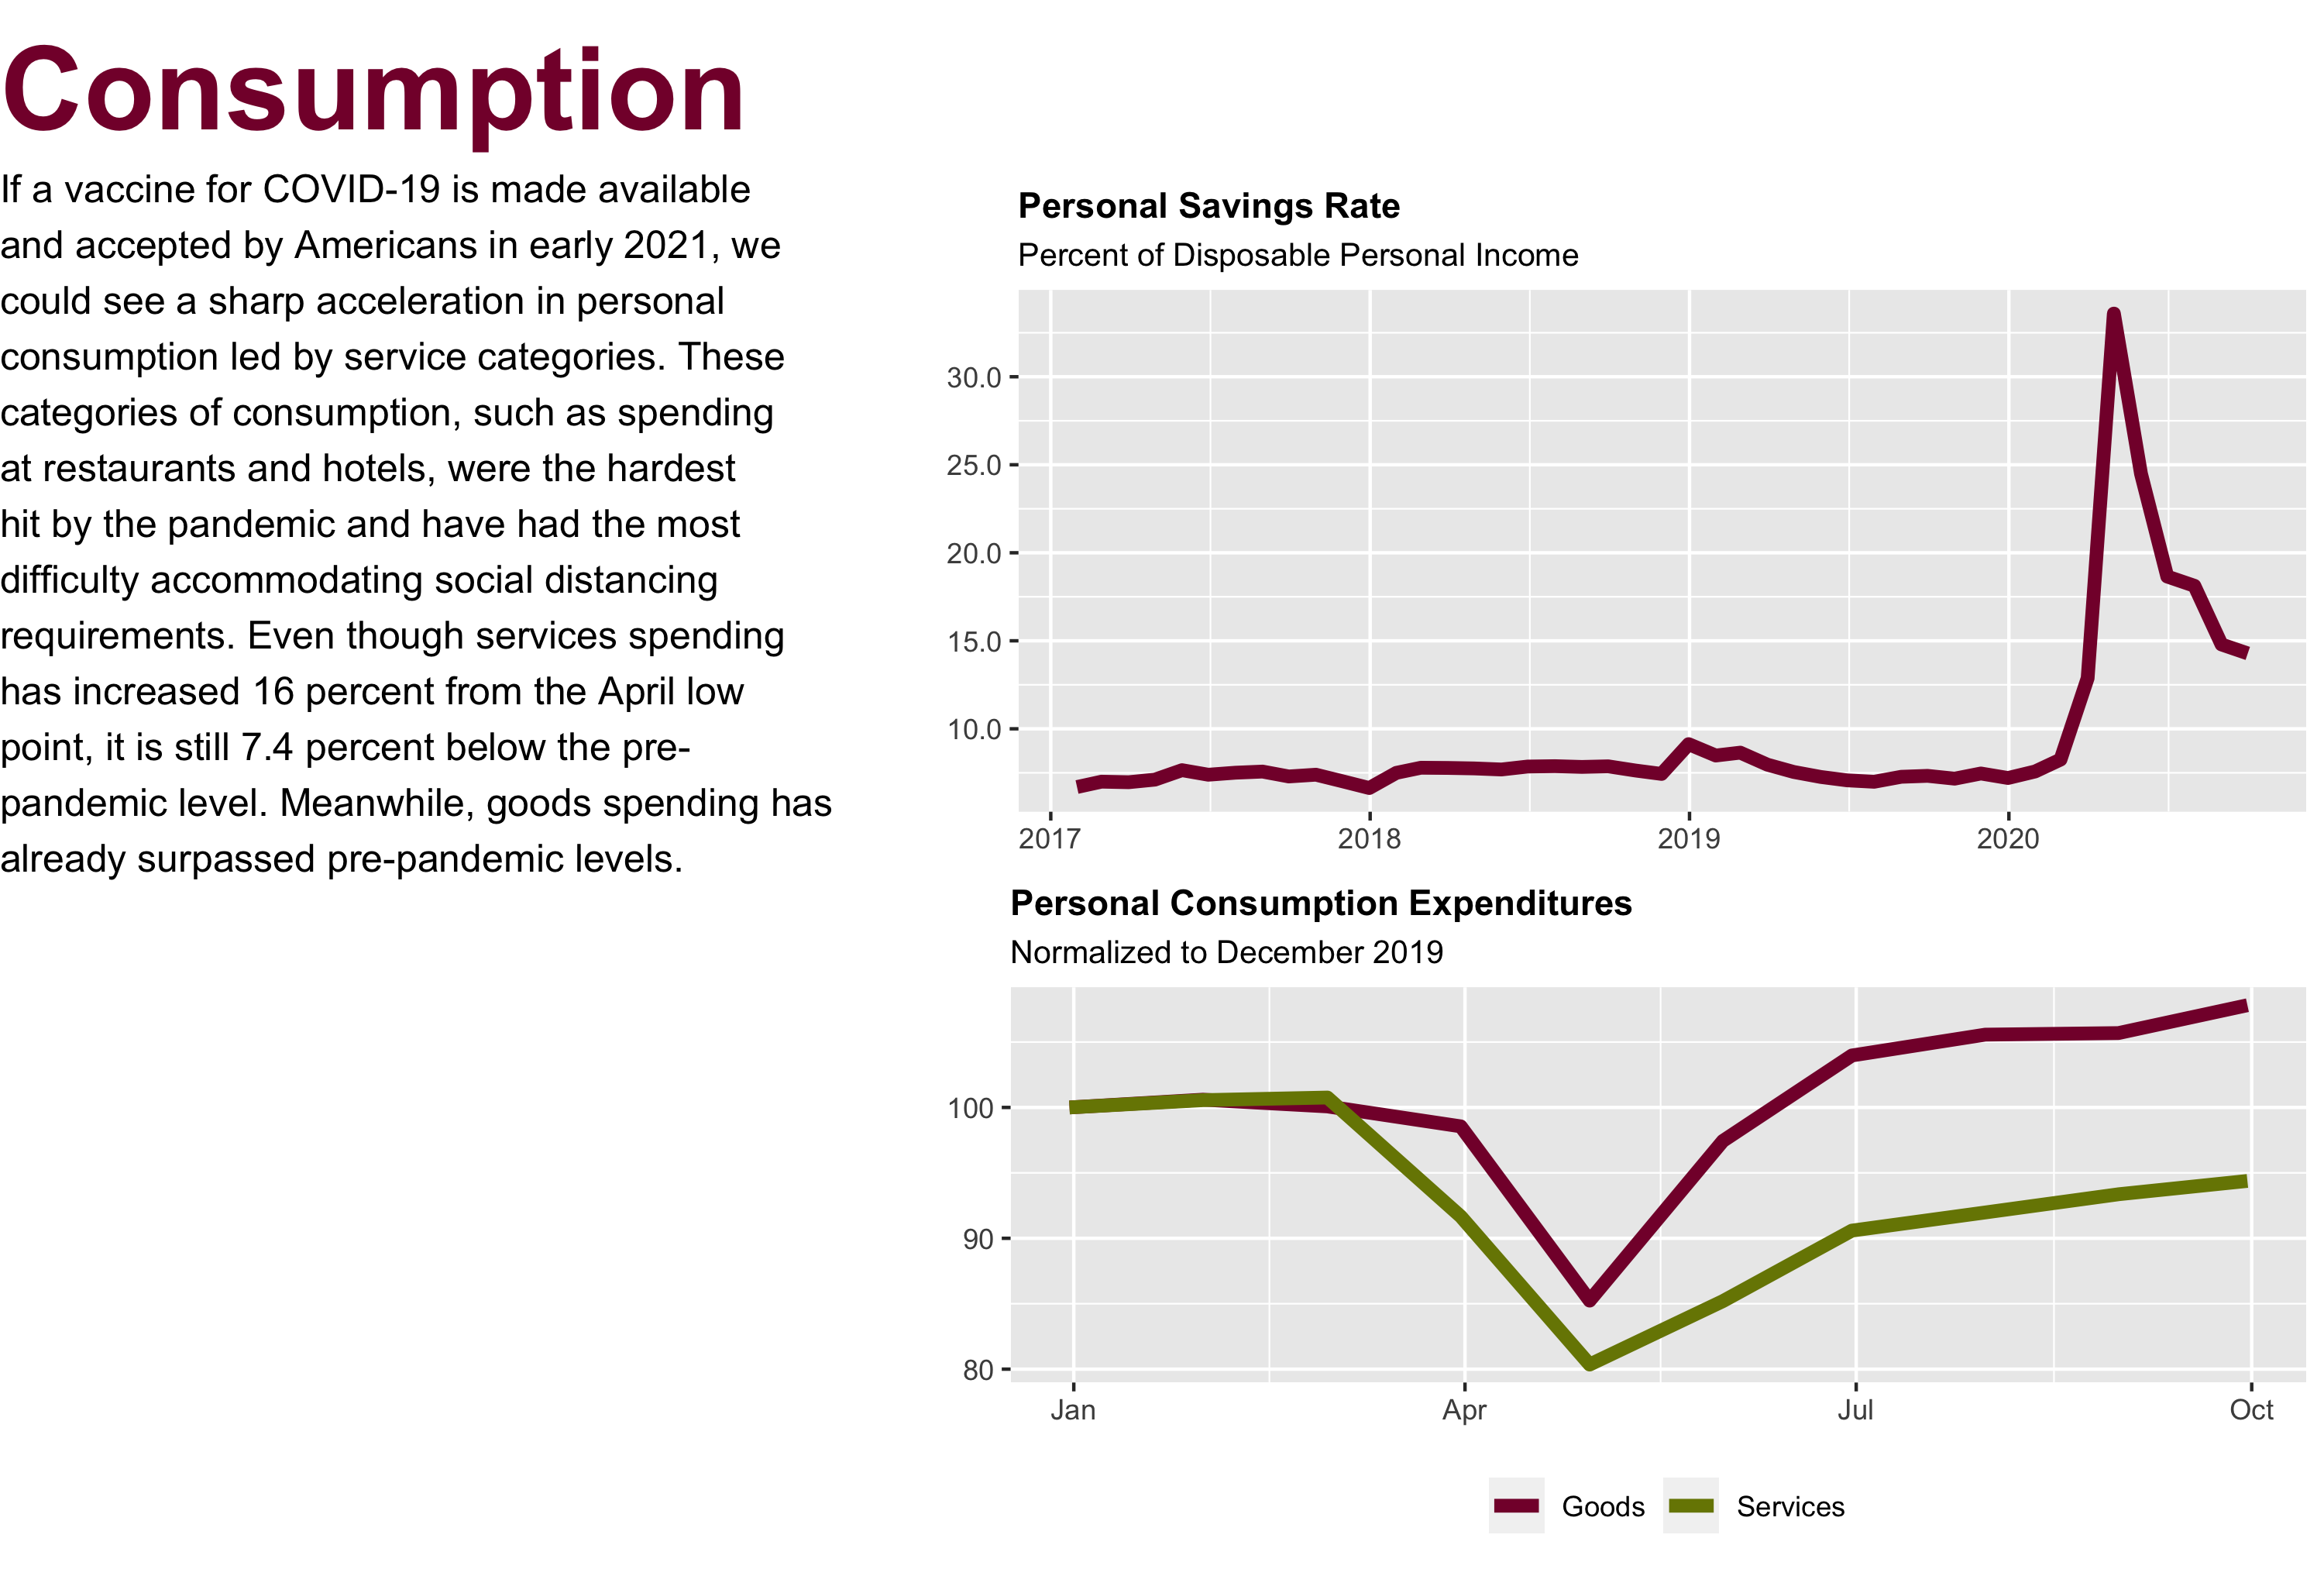 Consumption
If a vaccine for COVID-19 is made available
and accepted by Americans in early 2021, we
could see a sharp acceleration in personal
consumption led by service categories. These
categories of consumption, such as spending
at restaurants and hotels, were the hardest
hit by the pandemic and have had the most
difficulty accommodating social distancing
requirements. Even though services spending
has increased 16 percent from the April low
point, it is still 7.4 percent below the pre-
pandemic level. Meanwhile, goods spending has
already surpassed pre-pandemic levels.
Personal Savings Rate
Percent of Disposable Personal Income
30.0
25.0
20.0
15.0
10.0
2017 2018 2019 2020
Personal Consumption Expenditures
Normalized to December 2019
100
90
80
Jan Apr Jul Oct
Goods Services